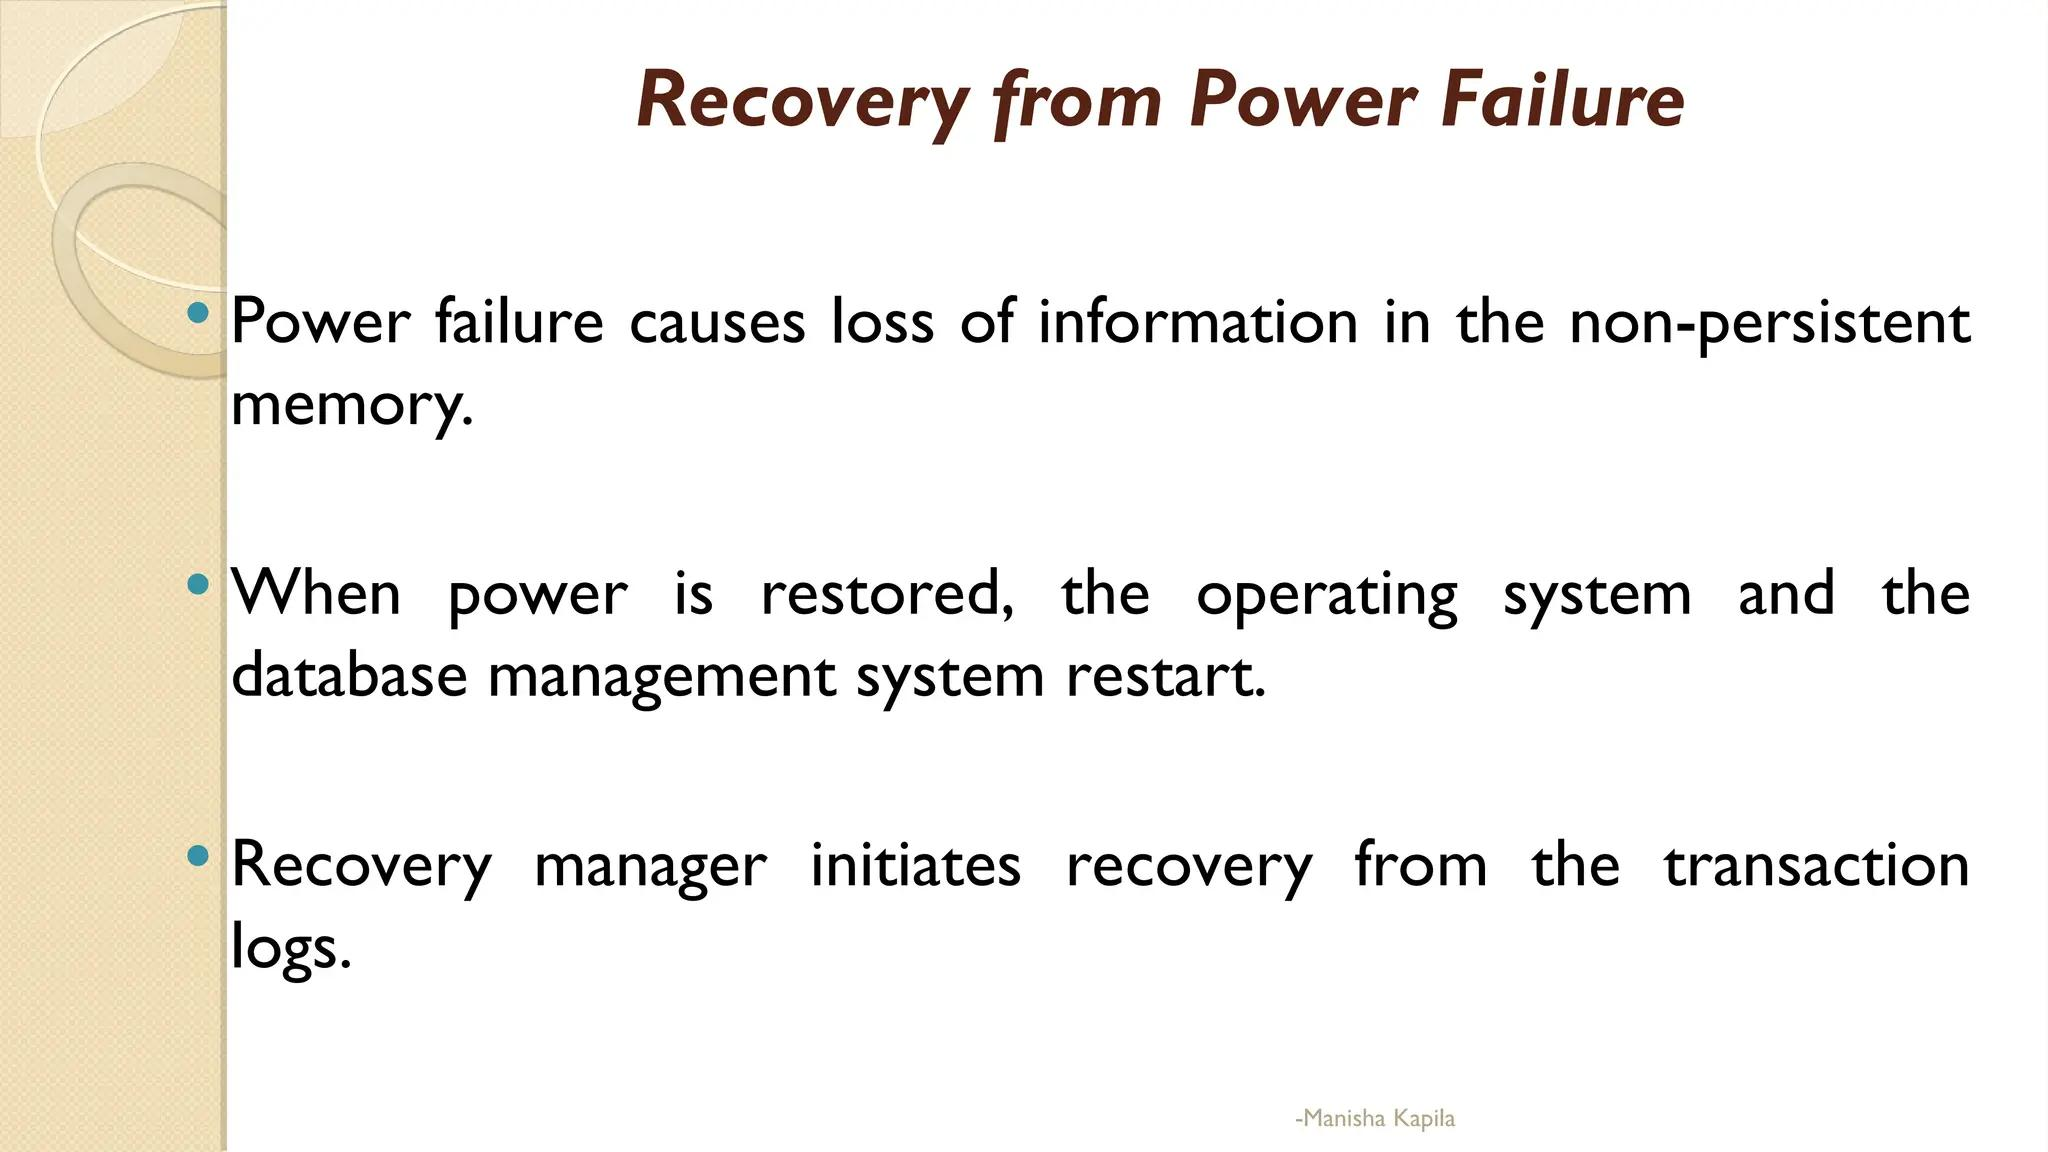 Recovery from Power Failure
• Power failure causes loss of information in the non-persistent
memory.
• When power is restored, the operating system and the
database management system restart.
• Recovery manager initiates recovery from the transaction
logs.
-Manisha Kapila